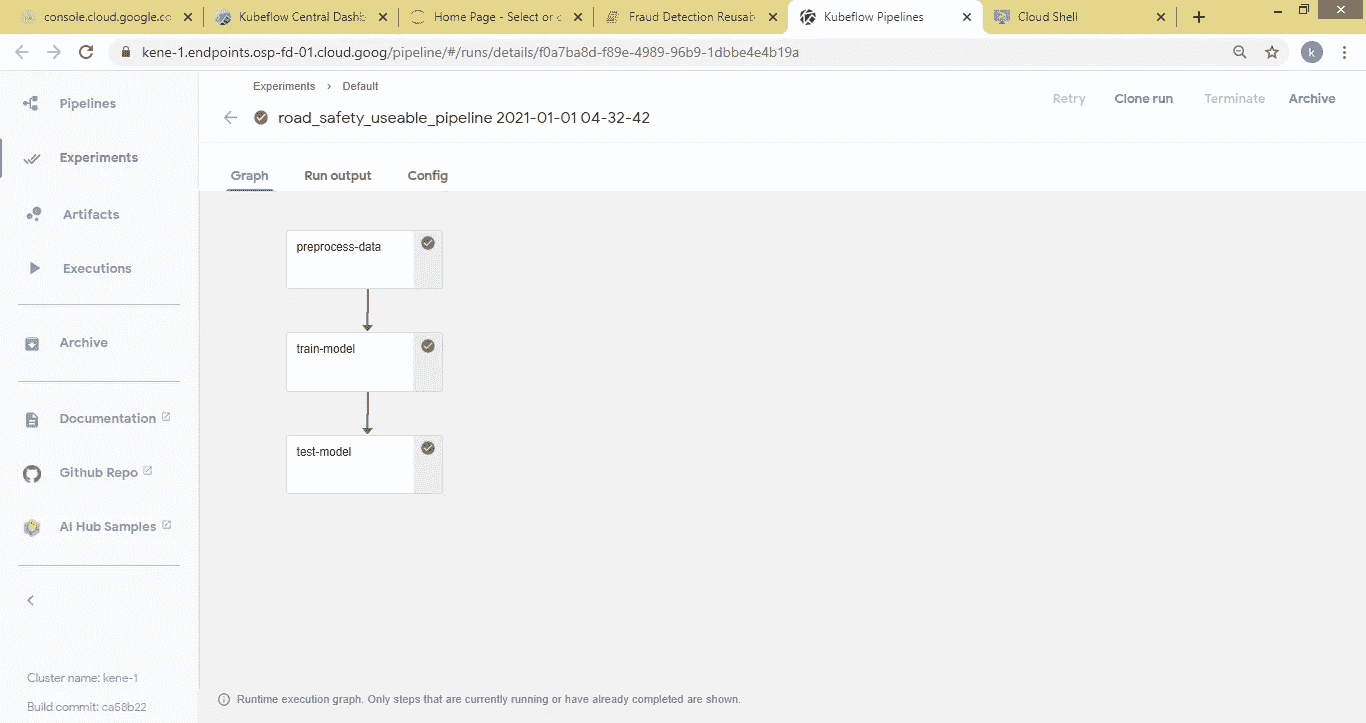 console.cloud.google.co
Kubeflow Central Dashb
Home Page - Select or c
Fraud Detection Reusab
Kubeflow Pipelines
Cloud Shell
kene-1.endpoints.osp-fd-01.cloud.goog/pipeline/#/runs/details/f0a7ba8d-f89e-4989-96b9-1dbbe4e4b19a
k
Pipelines
Experiments
Artifacts
Executions
Archive
Documentation
Github Repo
AI Hub Samples
Cluster name: kene-1
Build commit: ca58b22
Experiments › Default
road_safety_useable_pipeline 2021-01-01 04-32-42
Retry
Clone run
Terminate
Archive
Graph
Run output
Config
preprocess-data
train-model
test-model
Runtime execution graph. Only steps that are currently running or have already completed are shown.